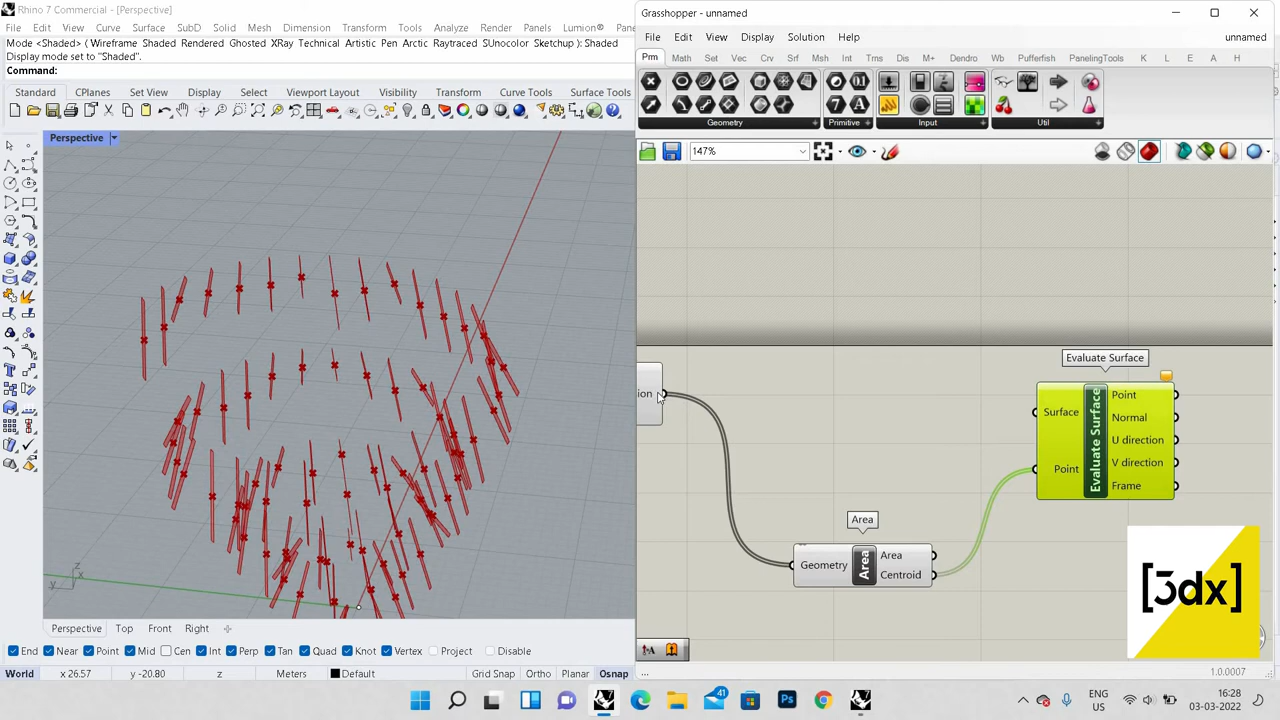 Rhino 7 Commercial - [Perspective]
File Edit View Curve Surface SubD Solid Mesh Dimension Transform Tools Analyze Render Panels Lumion® Pan
Mode <Shaded> ( Wireframe Shaded Rendered Ghosted XRay Technical Artistic Pen Arctic Raytraced SUnocolor Sketchup ): Shaded
Display mode set to "Shaded".
Command:
Standard CPlanes Set View Display Select Viewport Layout Visibility Transform Curve Tools Surface Tools
Perspective
z
x
y
Perspective Top Front Right
End Near Point Mid Cen Int Perp Tan Quad Knot Vertex Project Disable
World x 26.57 y -20.80 z Meters Default Grid Snap Ortho Planar Osnap
Grasshopper - unnamed
File Edit View Display Solution Help unnamed
Prm Math Set Vec Crv Srf Msh Int Trns Dis M+ Dendro Wb Pufferfish PanelingTools K L E A H
Geometry Primitive Input Util
147%
Evaluate Surface
ion
Surface
Point
Evaluate Surface
Point
Normal
U direction
V direction
Frame
Area
Geometry
Area
Area
Centroid
[3dx]
...
1.0.0007
41
ENG
US
16:28
03-03-2022